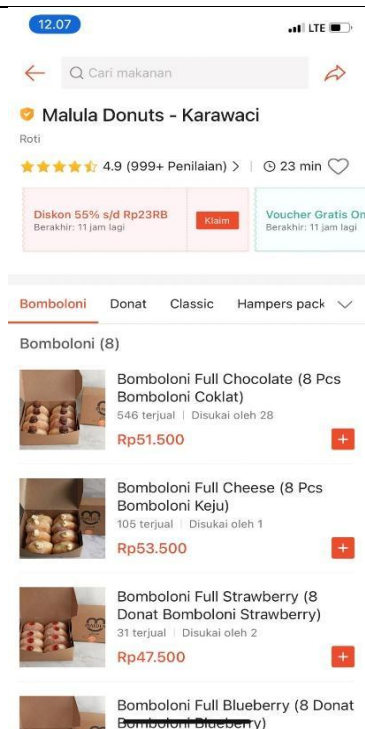 12.07
LTE
Cari makanan
Malula Donuts - Karawaci
Roti
4.9 (999+ Penilaian) > | 23 min
Diskon 55% s/d Rp23RB
Berakhir: 11 jam lagi
Klaim
Voucher Gratis On
Berakhir: 11 jam lagi
Bomboloni Donat Classic Hampers pack
Bomboloni (8)
Bomboloni Full Chocolate (8 Pcs
Bomboloni Coklat)
546 terjual | Disukai oleh 28
Rp51.500
+
Bomboloni Full Cheese (8 Pcs
Bomboloni Keju)
105 terjual | Disukai oleh 1
Rp53.500
+
Bomboloni Full Strawberry (8
Donat Bomboloni Strawberry)
31 terjual | Disukai oleh 2
Rp47.500
+
Bomboloni Full Blueberry (8 Donat
Bomboloni Blueberry)